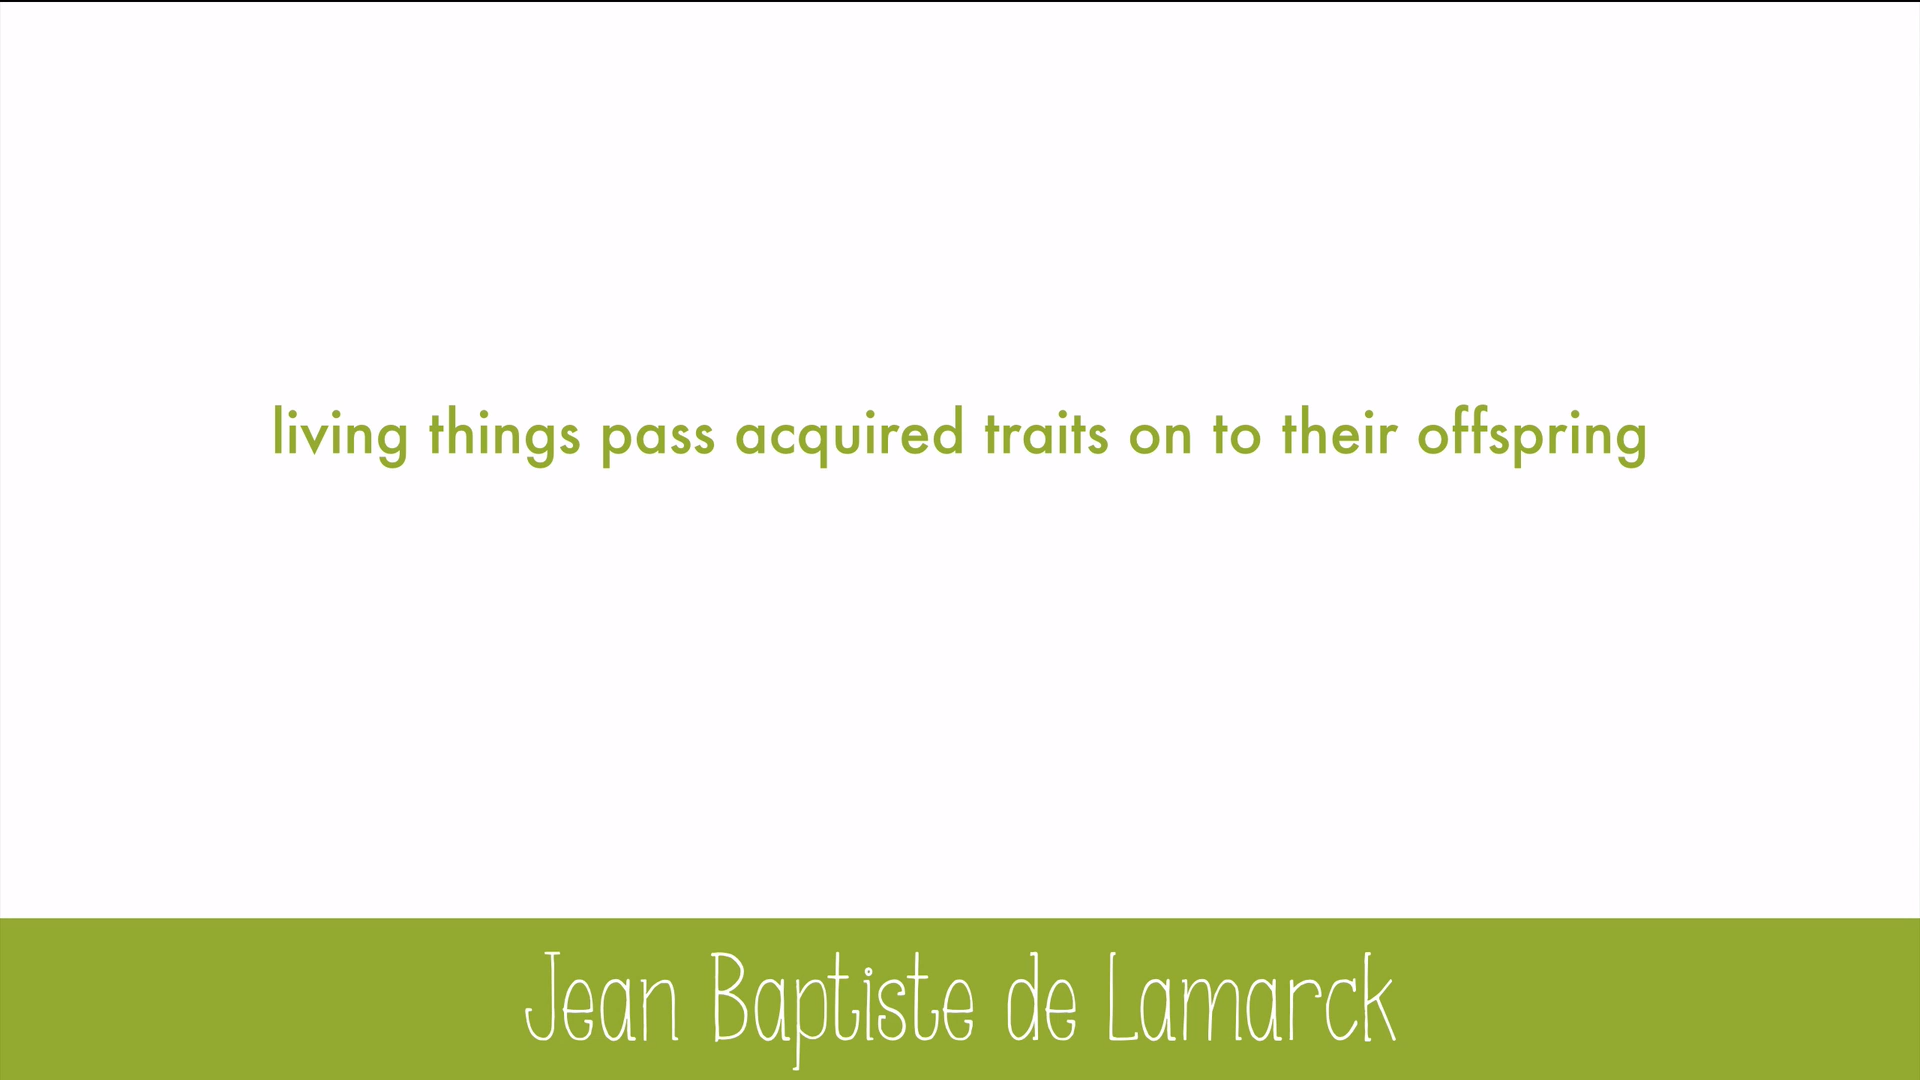 living things pass acquired traits on to their offspring
Jean Baptiste de Lamarck